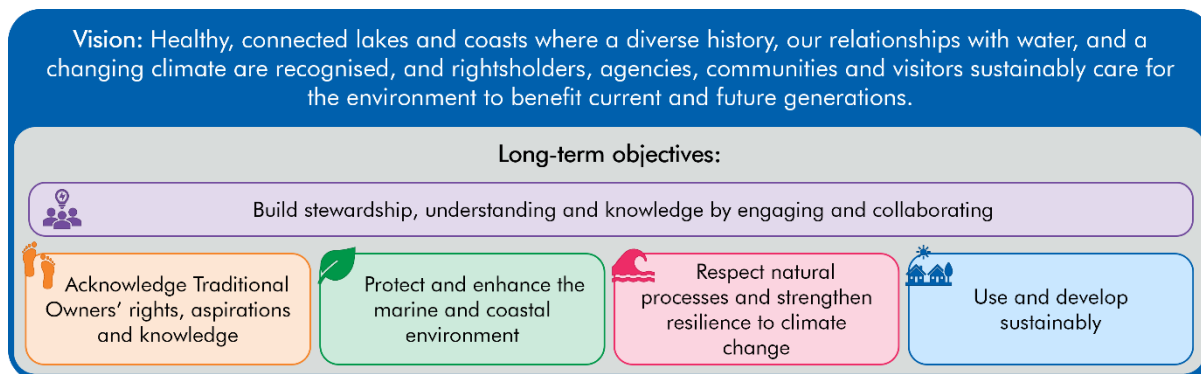 Vision: Healthy, connected lakes and coasts where a diverse history, our relationships with water, and a
changing climate are recognised, and rightsholders, agencies, communities and visitors sustainably care for
the environment to benefit current and future generations.
Long-term objectives:
Build stewardship, understanding and knowledge by engaging and collaborating
Acknowledge Traditional
Owners’ rights, aspirations
and knowledge
Protect and enhance the
marine and coastal
environment
Respect natural
processes and strengthen
resilience to climate
change
Use and develop
sustainably